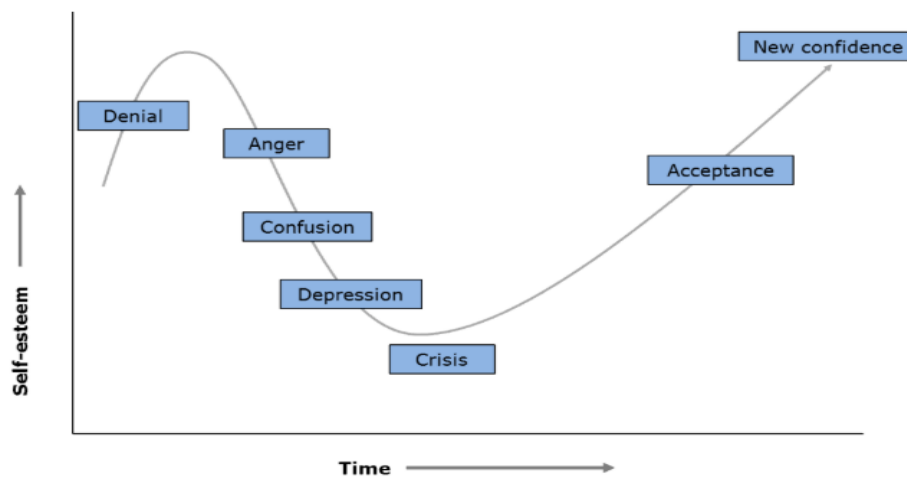 New confidence
Denial
Anger
Acceptance
Confusion
Depression
Crisis
Self-esteem
Time